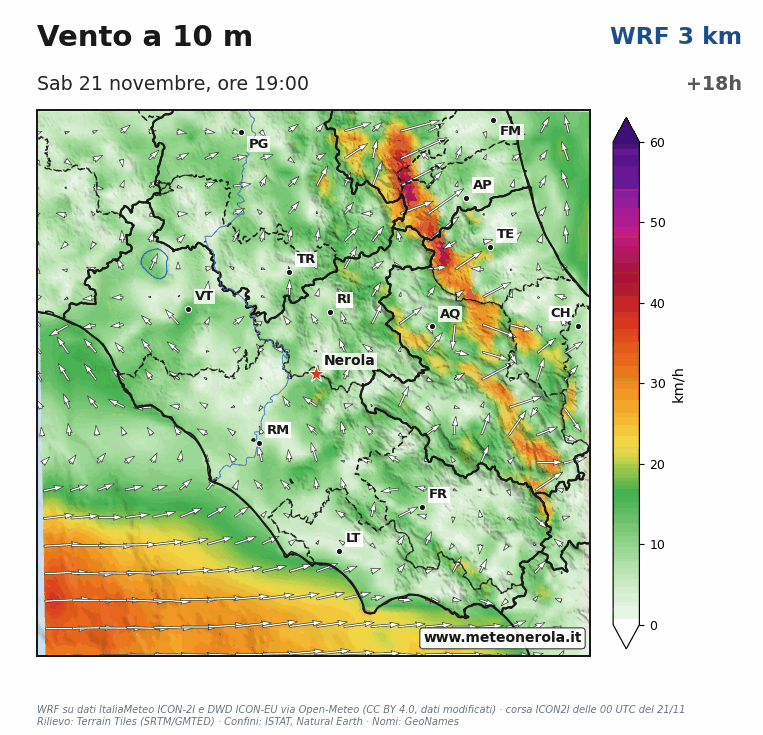 Vento a 10 m
WRF 3 km
Sab 21 novembre, ore 19:00
+18h
FM
PG
AP
TE
TR
VT
RI
AQ
CH
Nerola
RM
FR
LT
www.meteonerola.it
60
50
40
30
20
10
0
km/h
WRF su dati ItaliaMeteo ICON-2I e DWD ICON-EU via Open-Meteo (CC BY 4.0, dati modificati) · corsa ICON2I delle 00 UTC del 21/11
Rilievo: Terrain Tiles (SRTM/GMTED) · Confini: ISTAT, Natural Earth · Nomi: GeoNames